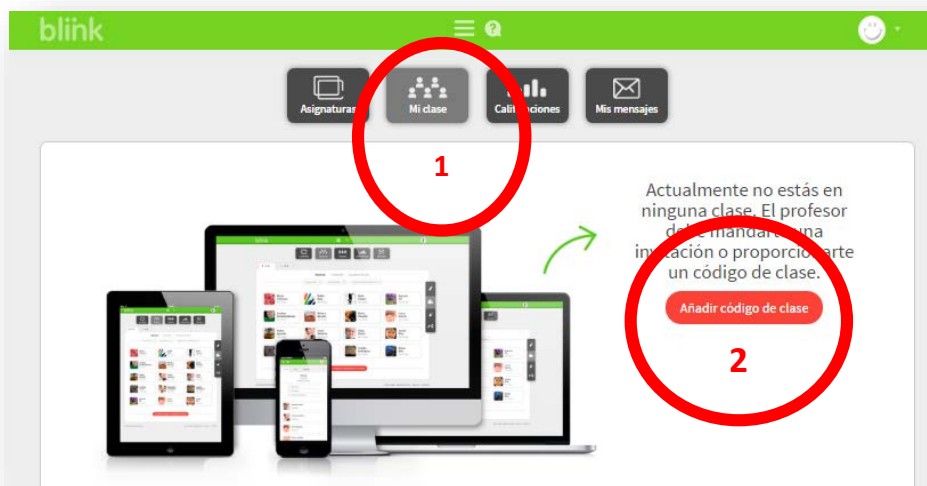 blink
Asignaturas
Mi clase
Calificaciones
Mis mensajes
1
Actualmente no estás en
ninguna clase. El profesor
debe mandarte una
invitación o proporcionarte
un código de clase.
Añadir código de clase
2